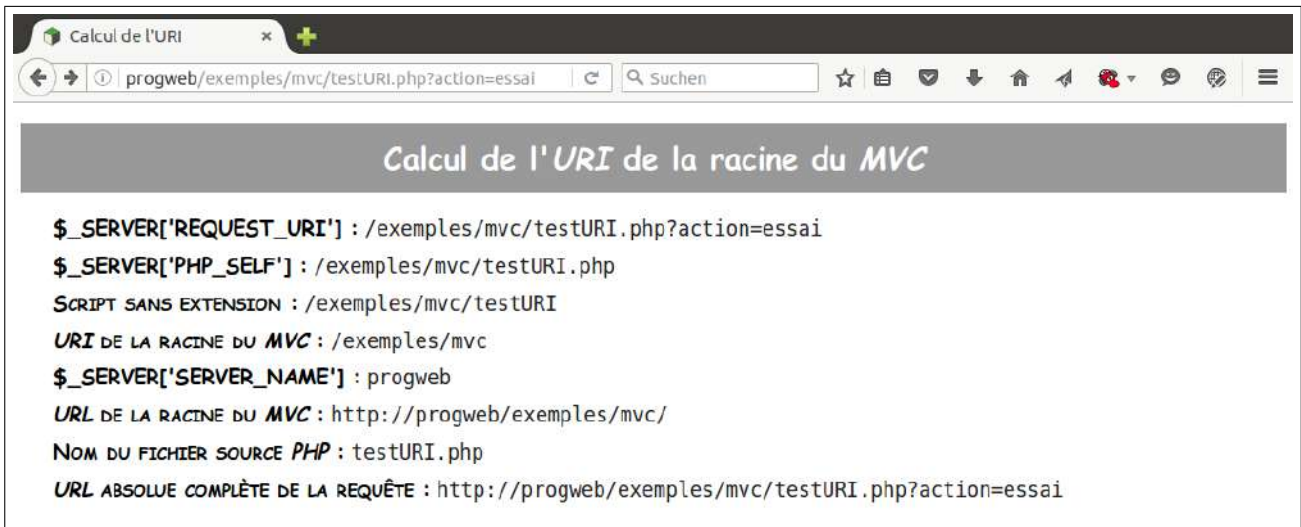 Calcul de l'URI
progweb/exemples/mvc/testURI.php?action=essai
Suchen
Calcul de l'URI de la racine du MVC
$_SERVER['REQUEST_URI'] : /exemples/mvc/testURI.php?action=essai
$_SERVER['PHP_SELF'] : /exemples/mvc/testURI.php
SCRIPT SANS EXTENSION : /exemples/mvc/testURI
URI DE LA RACINE DU MVC : /exemples/mvc
$_SERVER['SERVER_NAME'] : progweb
URL DE LA RACINE DU MVC : http://progweb/exemples/mvc/
NOM DU FICHIER SOURCE PHP : testURI.php
URL ABSOLUE COMPLÈTE DE LA REQUÊTE : http://progweb/exemples/mvc/testURI.php?action=essai